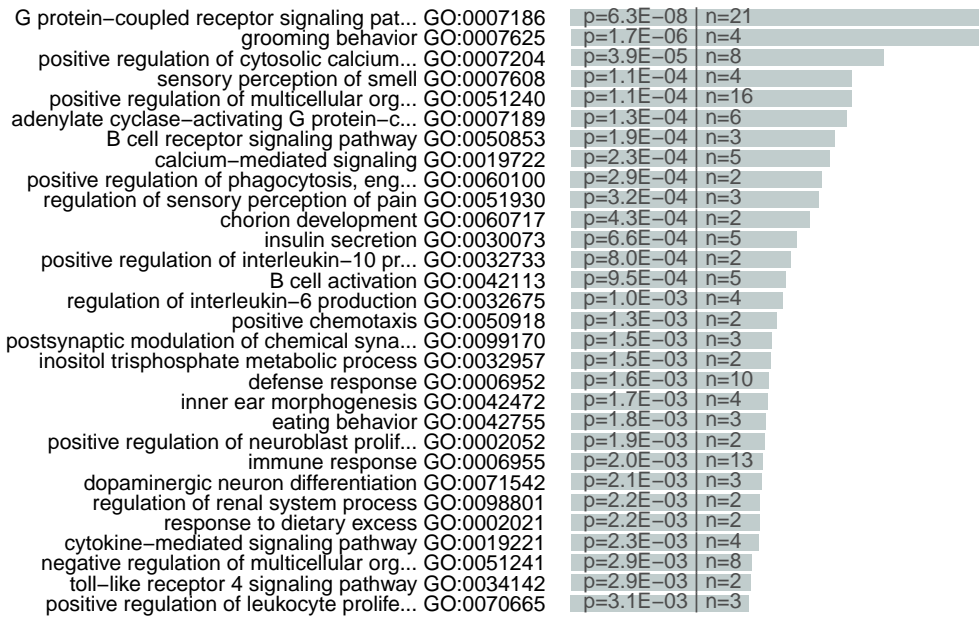 G protein−coupled receptor signaling pat... GO:0007186 p=6.3E−08 n=21
grooming behavior GO:0007625 p=1.7E−06 n=4
positive regulation of cytosolic calcium... GO:0007204 p=3.9E−05 n=8
sensory perception of smell GO:0007608 p=1.1E−04 n=4
positive regulation of multicellular org... GO:0051240 p=1.1E−04 n=16
adenylate cyclase−activating G protein−c... GO:0007189 p=1.3E−04 n=6
B cell receptor signaling pathway GO:0050853 p=1.9E−04 n=3
calcium−mediated signaling GO:0019722 p=2.3E−04 n=5
positive regulation of phagocytosis, eng... GO:0060100 p=2.9E−04 n=2
regulation of sensory perception of pain GO:0051930 p=3.2E−04 n=3
chorion development GO:0060717 p=4.3E−04 n=2
insulin secretion GO:0030073 p=6.6E−04 n=5
positive regulation of interleukin−10 pr... GO:0032733 p=8.0E−04 n=2
B cell activation GO:0042113 p=9.5E−04 n=5
regulation of interleukin−6 production GO:0032675 p=1.0E−03 n=4
positive chemotaxis GO:0050918 p=1.3E−03 n=2
postsynaptic modulation of chemical syna... GO:0099170 p=1.5E−03 n=3
inositol trisphosphate metabolic process GO:0032957 p=1.5E−03 n=2
defense response GO:0006952 p=1.6E−03 n=10
inner ear morphogenesis GO:0042472 p=1.7E−03 n=4
eating behavior GO:0042755 p=1.8E−03 n=3
positive regulation of neuroblast prolif... GO:0002052 p=1.9E−03 n=2
immune response GO:0006955 p=2.0E−03 n=13
dopaminergic neuron differentiation GO:0071542 p=2.1E−03 n=3
regulation of renal system process GO:0098801 p=2.2E−03 n=2
response to dietary excess GO:0002021 p=2.2E−03 n=2
cytokine−mediated signaling pathway GO:0019221 p=2.3E−03 n=4
negative regulation of multicellular org... GO:0051241 p=2.9E−03 n=8
toll−like receptor 4 signaling pathway GO:0034142 p=2.9E−03 n=2
positive regulation of leukocyte prolife... GO:0070665 p=3.1E−03 n=3